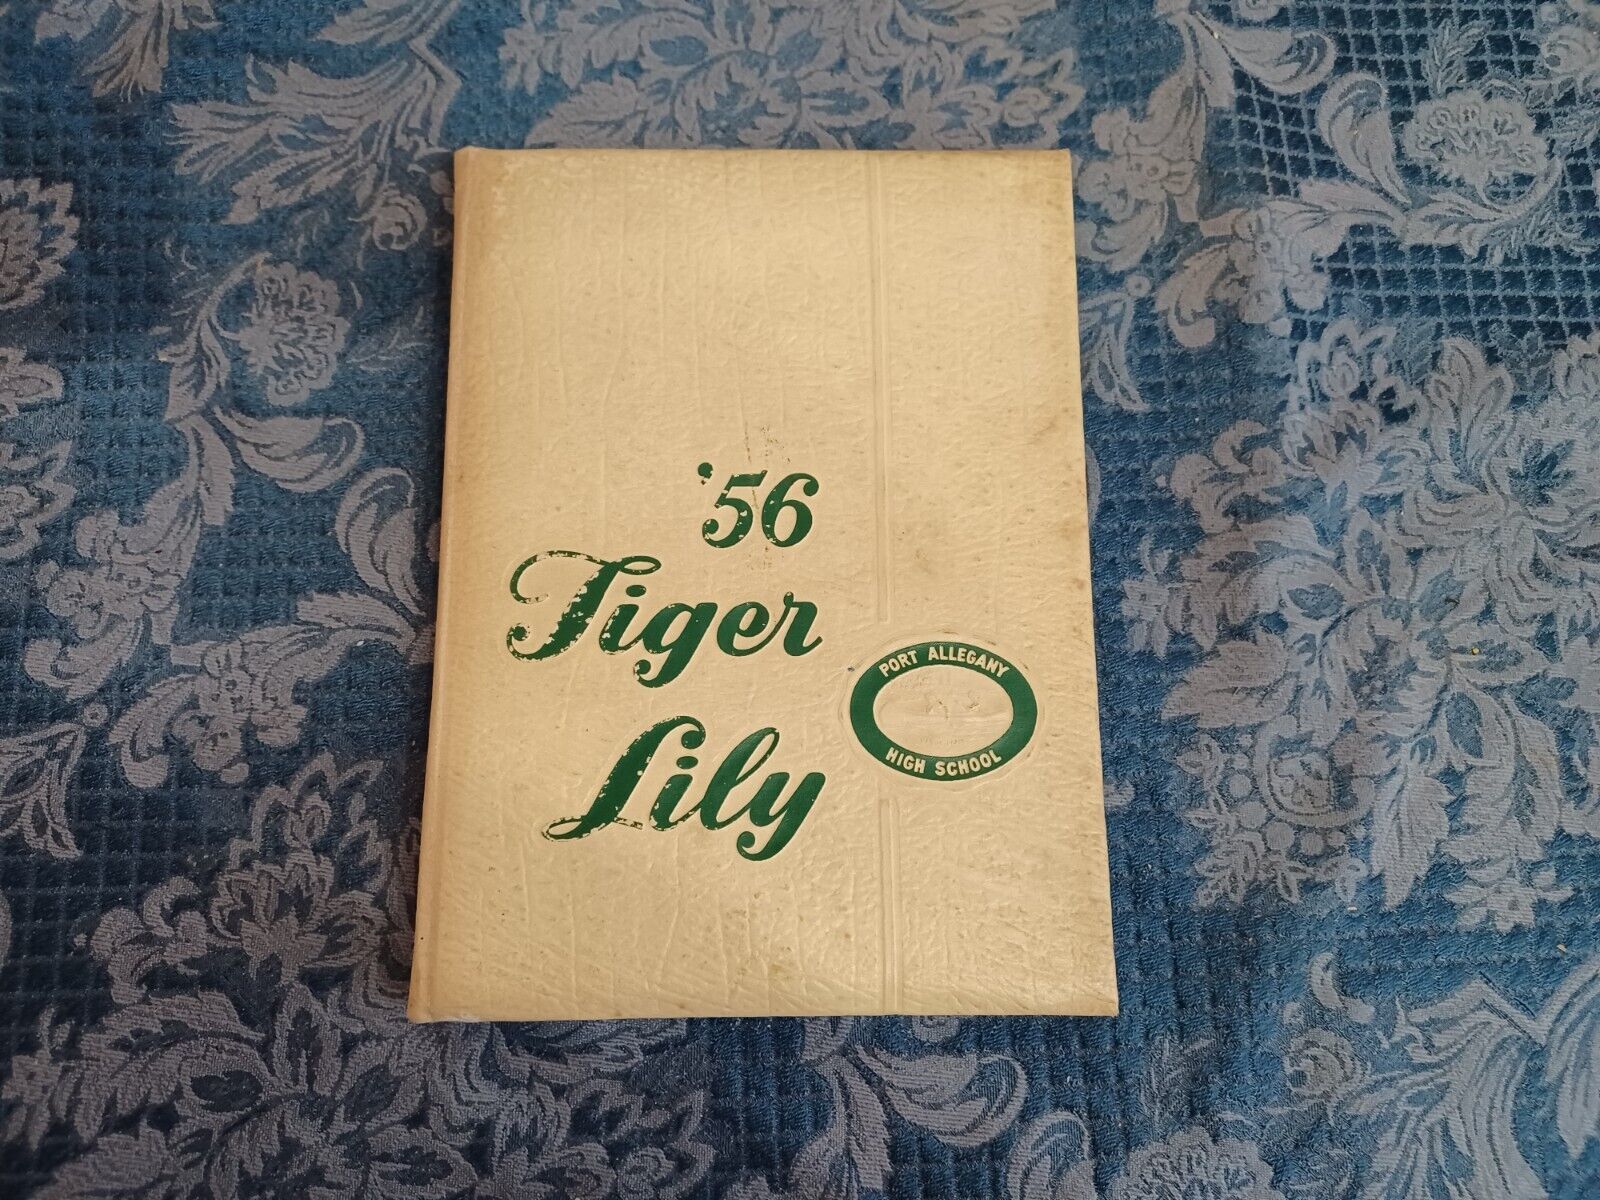 '56
Tiger
Lily
PORT ALLEGANY
HIGH SCHOOL